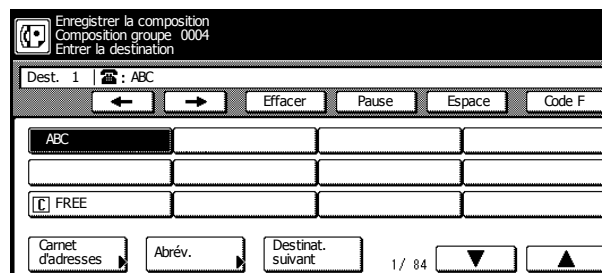 Enregistrer la composition
Composition groupe 0004
Entrer la destination
Dest. 1 ☎: ABC
← → Effacer Pause Espace Code F
ABC
C FREE
Carnet
d'adresses
Abrév.
Destinat.
suivant
1/ 84 ▼ ▲